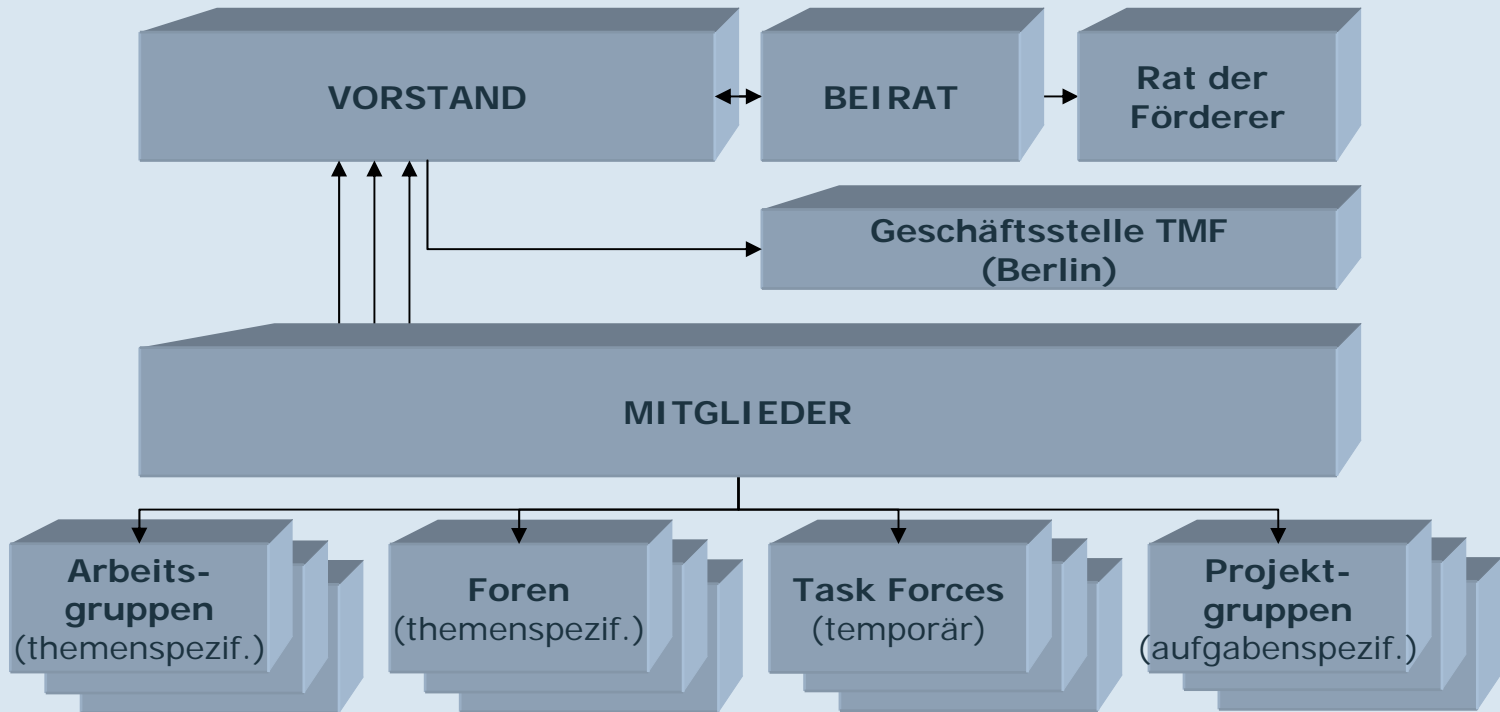 VORSTAND
BEIRAT
Rat der
Förderer
Geschäftsstelle TMF
(Berlin)
MITGLIEDER
Arbeits-
gruppen
(themenspezif.)
Foren
(themenspezif.)
Task Forces
(temporär)
Projekt-
gruppen
(aufgabenspezif.)